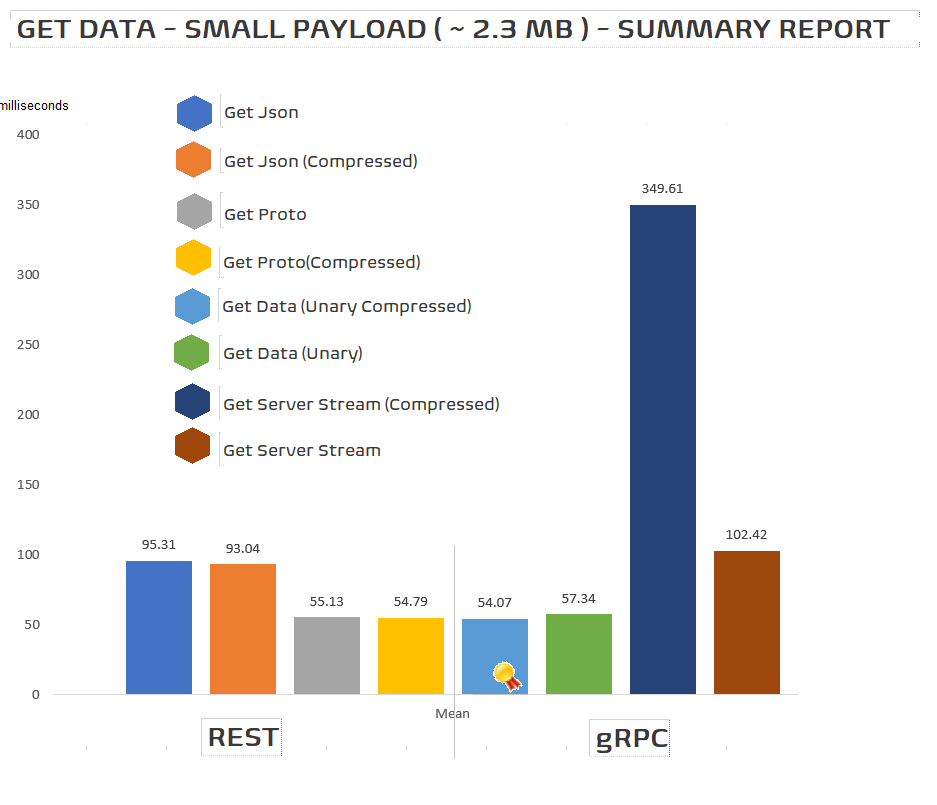 GET DATA - SMALL PAYLOAD ( ~ 2.3 MB ) - SUMMARY REPORT
milliseconds
Get Json
Get Json (Compressed)
Get Proto
Get Proto(Compressed)
Get Data (Unary Compressed)
Get Data (Unary)
Get Server Stream (Compressed)
Get Server Stream
400
350
300
250
200
150
100
50
0
95.31
93.04
55.13
54.79
54.07
57.34
349.61
102.42
Mean
REST
gRPC